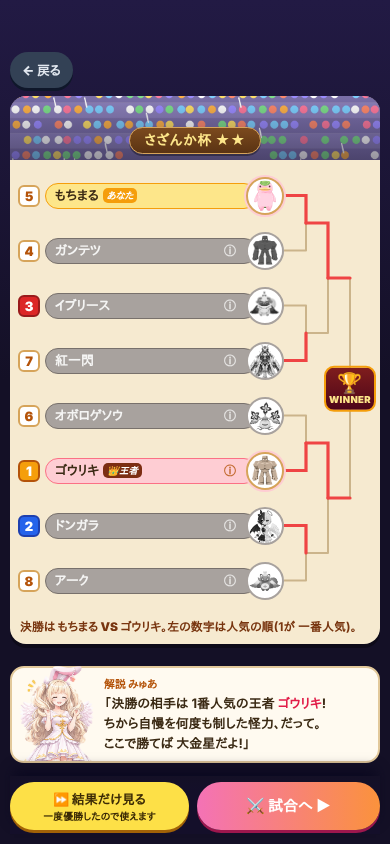 ← 戻る
さざんか杯 ★★
5 もちまる あなた
4 ガンテツ ⓘ
3 イブリース ⓘ
7 紅一閃 ⓘ
WINNER
6 オボロゲソウ ⓘ
1 ゴウリキ 👑王者 ⓘ
2 ドンガラ ⓘ
8 アーク ⓘ
決勝は もちまる VS ゴウリキ。左の数字は人気の順(1が 一番人気)。
解説 みゅあ
「決勝の相手は 1番人気の王者 ゴウリキ!
ちから自慢を何度も制した怪力、だって。
ここで勝てば 大金星だよ!」
⏩ 結果だけ見る
一度優勝したので使えます
⚔️ 試合へ ▶